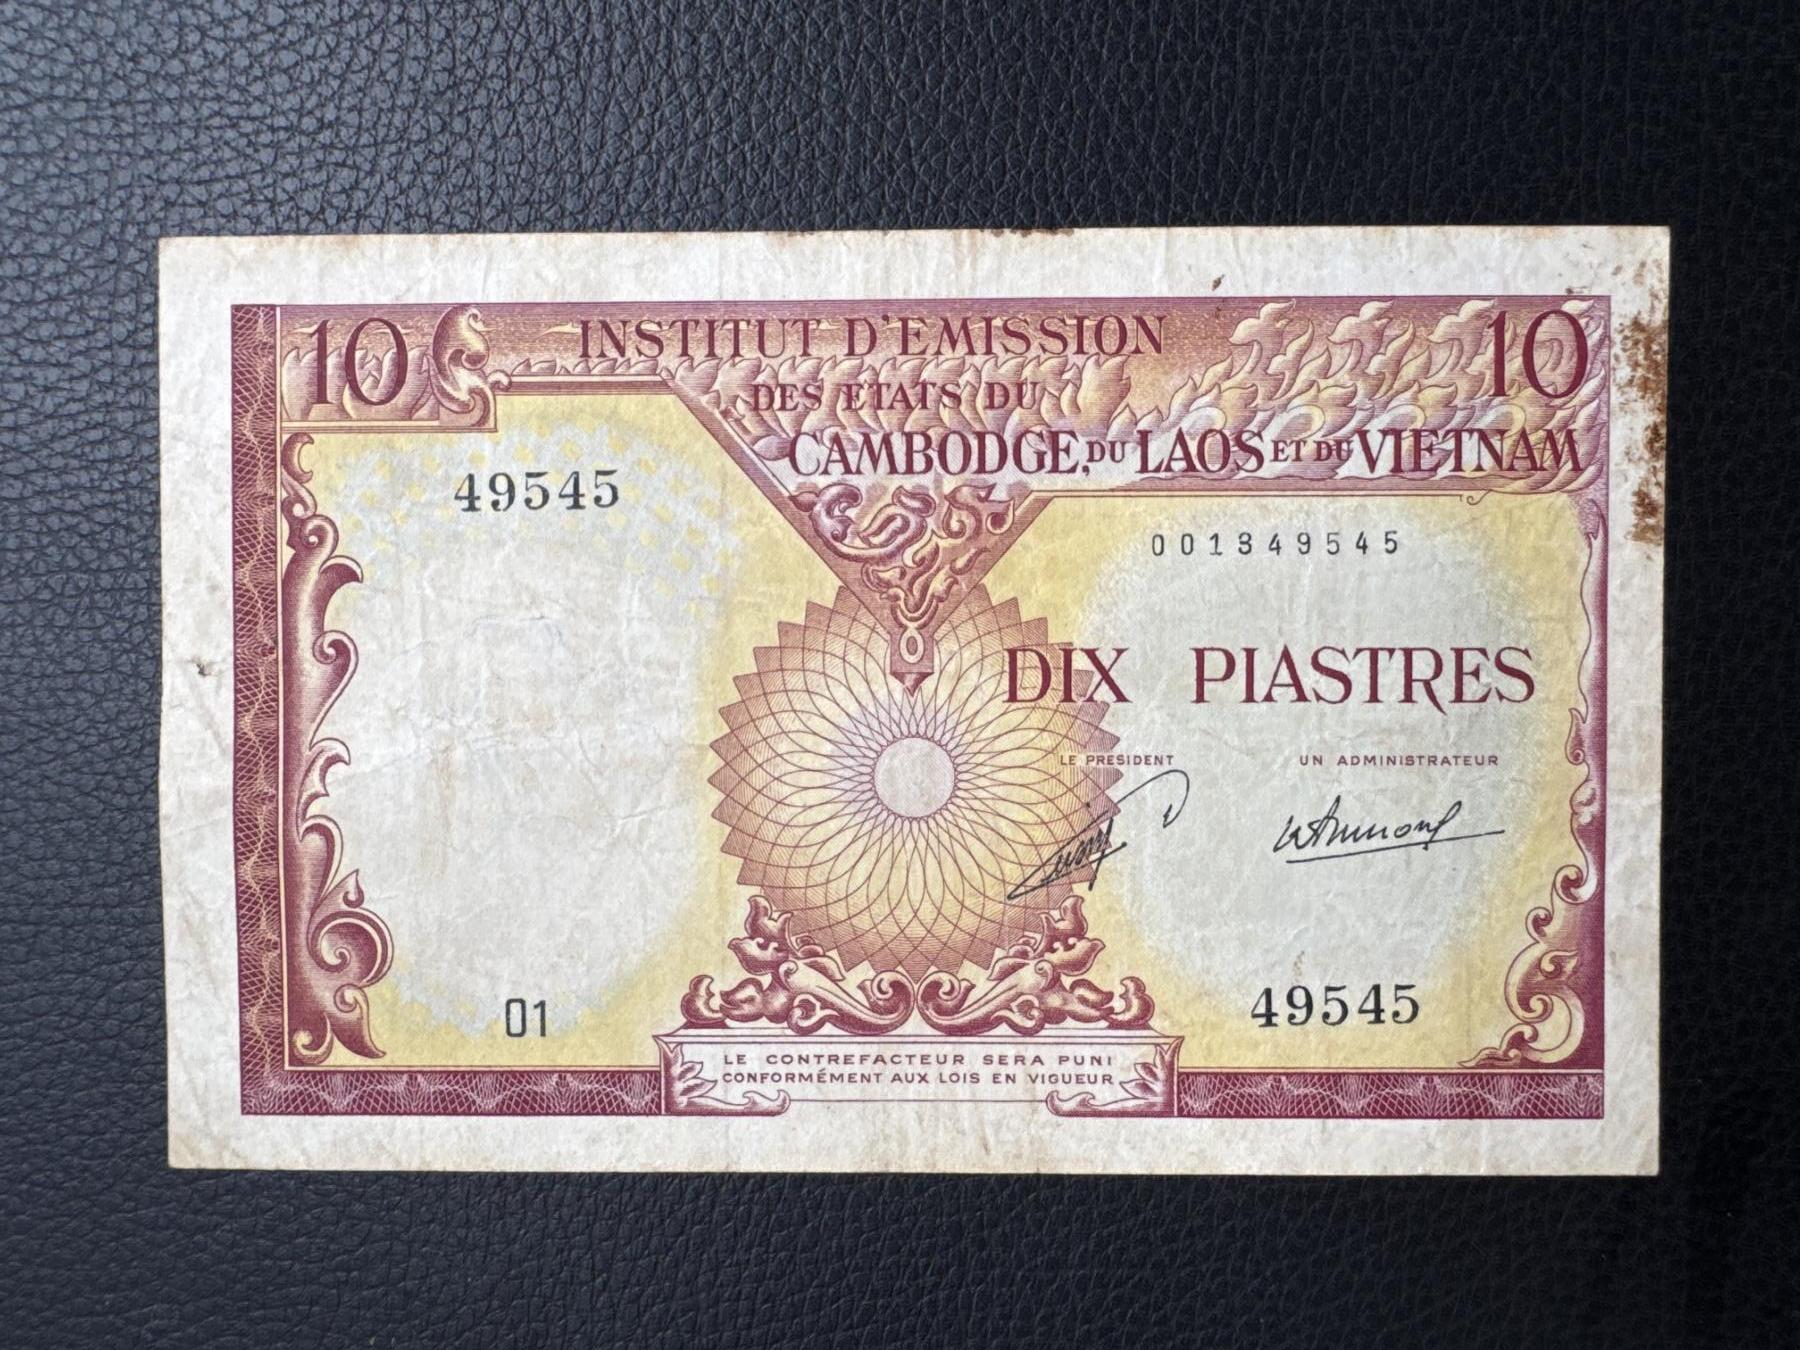 10 INSTITUT D'EMISSION 10
DES ETATS DU
CAMBODGE, DU LAOS ET DU VIETNAM
49545
001349545
DIX PIASTRES
LE PRESIDENT UN ADMINISTRATEUR
01
49545
LE CONTREFACTEUR SERA PUNI
CONFORMÉMENT AUX LOIS EN VIGUEUR